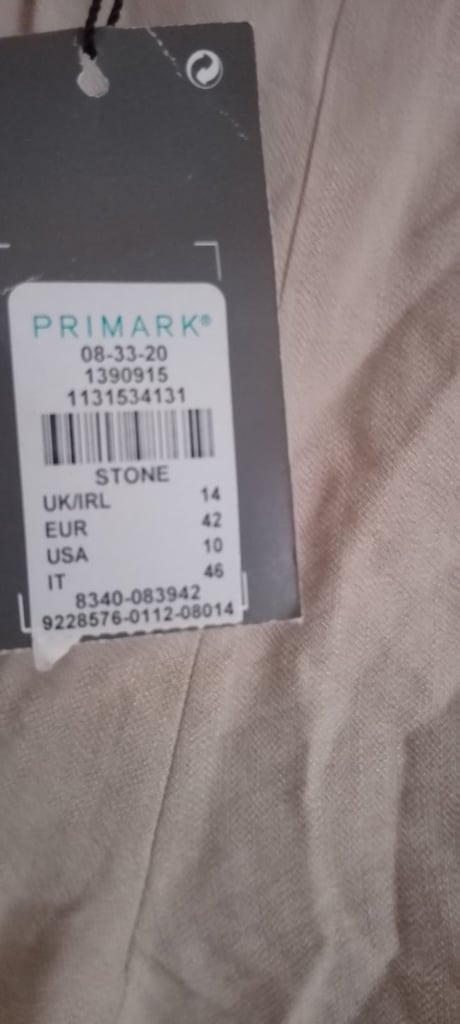 PRIMARK®
08-33-20
1390915
1131534131
STONE
UK/IRL 14
EUR 42
USA 10
IT 46
8340-083942
9228576-0112-08014